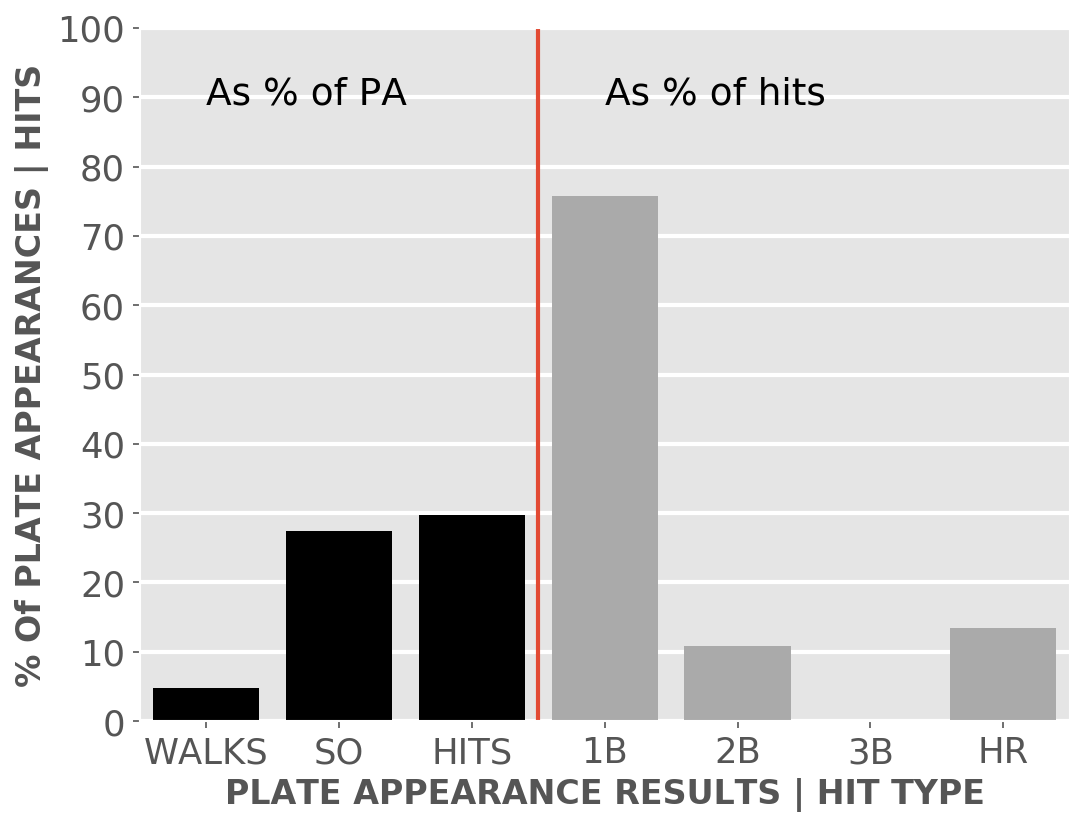 % Of PLATE APPEARANCES | HITS
100
90
80
70
60
50
40
30
20
10
0
As % of PA
As % of hits
WALKS SO HITS 1B 2B 3B HR
PLATE APPEARANCE RESULTS | HIT TYPE